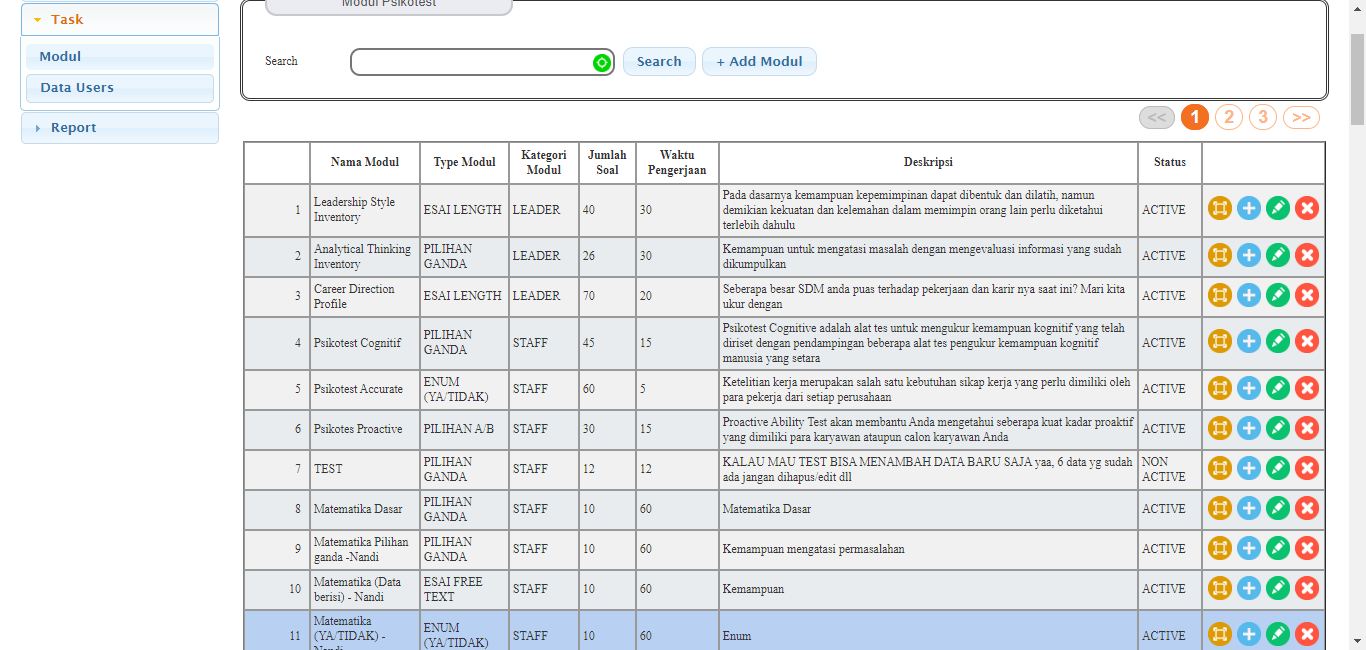 Task
Modul
Data Users
Report
Modul Psikotest
Search
Search
+ Add Modul
<< 1 2 3 >>
Nama Modul Type Modul Kategori Modul Jumlah Soal Waktu Pengerjaan Deskripsi Status
1 Leadership Style Inventory ESAI LENGTH LEADER 40 30 Pada dasarnya kemampuan kepemimpinan dapat dibentuk dan dilatih, namun demikian kekuatan dan kelemahan dalam memimpin orang lain perlu diketahui terlebih dahulu ACTIVE
2 Analytical Thinking Inventory PILIHAN GANDA LEADER 26 30 Kemampuan untuk mengatasi masalah dengan mengevaluasi informasi yang sudah dikumpulkan ACTIVE
3 Career Direction Profile ESAI LENGTH LEADER 70 20 Seberapa besar SDM anda puas terhadap pekerjaan dan karir nya saat ini? Mari kita ukur dengan ACTIVE
4 Psikotest Cognitif PILIHAN GANDA STAFF 45 15 Psikotest Cognitive adalah alat tes untuk mengukur kemampuan kognitif yang telah diriset dengan pendampingan beberapa alat tes pengukur kemampuan kognitif manusia yang setara ACTIVE
5 Psikotest Accurate ENUM (YA/TIDAK) STAFF 60 5 Ketelitian kerja merupakan salah satu kebutuhan sikap kerja yang perlu dimiliki oleh para pekerja dari setiap perusahaan ACTIVE
6 Psikotes Proactive PILIHAN A/B STAFF 30 15 Proactive Ability Test akan membantu Anda mengetahui seberapa kuat kadar proaktif yang dimiliki para karyawan ataupun calon karyawan Anda ACTIVE
7 TEST PILIHAN GANDA STAFF 12 12 KALAU MAU TEST BISA MENAMBAH DATA BARU SAJA yaa, 6 data yg sudah ada jangan dihapus/edit dll NON ACTIVE
8 Matematika Dasar PILIHAN GANDA STAFF 10 60 Matematika Dasar ACTIVE
9 Matematika Pilihan ganda -Nandi PILIHAN GANDA STAFF 10 60 Kemampuan mengatasi permasalahan ACTIVE
10 Matematika (Data berisi) - Nandi ESAI FREE TEXT STAFF 10 60 Kemampuan ACTIVE
11 Matematika (YA/TIDAK) - Nandi ENUM (YA/TIDAK) STAFF 10 60 Enum ACTIVE